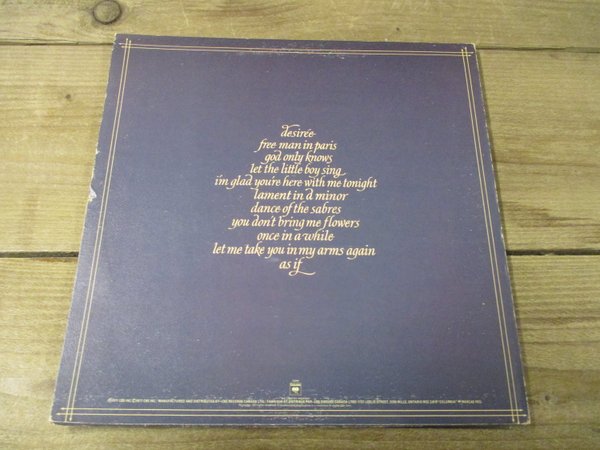 desirée
free man in paris
god only knows
let the little boy sing
i'm glad you're here with me tonight
lament in d minor
dance of the sabres
you don't bring me flowers
once in a while
let me take you in my arms again
as if